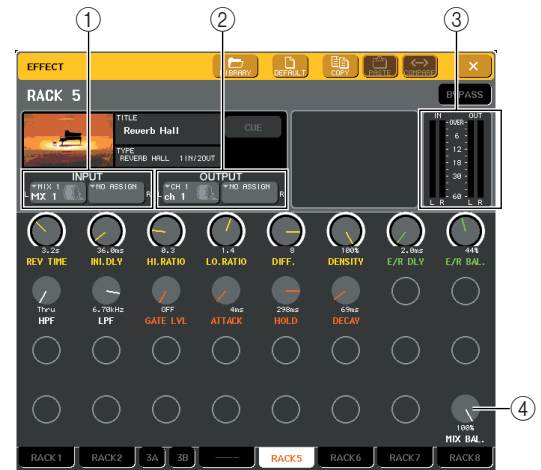 ① ② ③
EFFECT LIBRARY DEFAULT COPY PASTE COMPARE ×
RACK 5 BYPASS
TITLE
Reverb Hall
CUE
TYPE
REVERB HALL 1IN/2OUT
IN OUT
OVER
6
12
18
30
60
L R L R
INPUT OUTPUT
L MIX 1 NO ASSIGN R L CH 1 NO ASSIGN R
MX 1 ch 1
3.2s 36.0ms 0.3 1.4 8 100% 2.0ms 44%
REV TIME INI.DLY HI.RATIO LO.RATIO DIFF. DENSITY E/R DLY E/R BAL.
Thru 6.70kHz OFF 4ms 298ms 69ms
HPF LPF GATE LVL ATTACK HOLD DECAY
④
100%
MIX BAL.
RACK1 RACK2 3A 3B ---- RACK5 RACK6 RACK7 RACK8